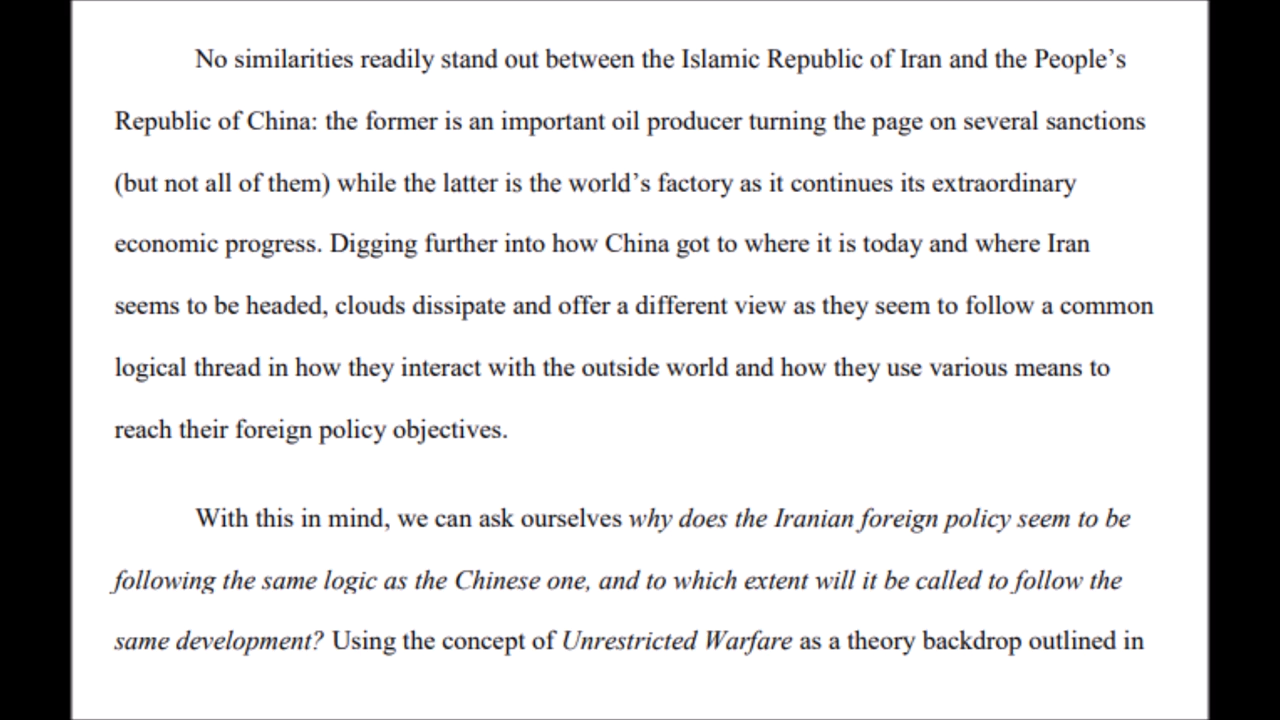 No similarities readily stand out between the Islamic Republic of Iran and the People’s
Republic of China: the former is an important oil producer turning the page on several sanctions
(but not all of them) while the latter is the world’s factory as it continues its extraordinary
economic progress. Digging further into how China got to where it is today and where Iran
seems to be headed, clouds dissipate and offer a different view as they seem to follow a common
logical thread in how they interact with the outside world and how they use various means to
reach their foreign policy objectives.
With this in mind, we can ask ourselves why does the Iranian foreign policy seem to be
following the same logic as the Chinese one, and to which extent will it be called to follow the
same development? Using the concept of Unrestricted Warfare as a theory backdrop outlined in